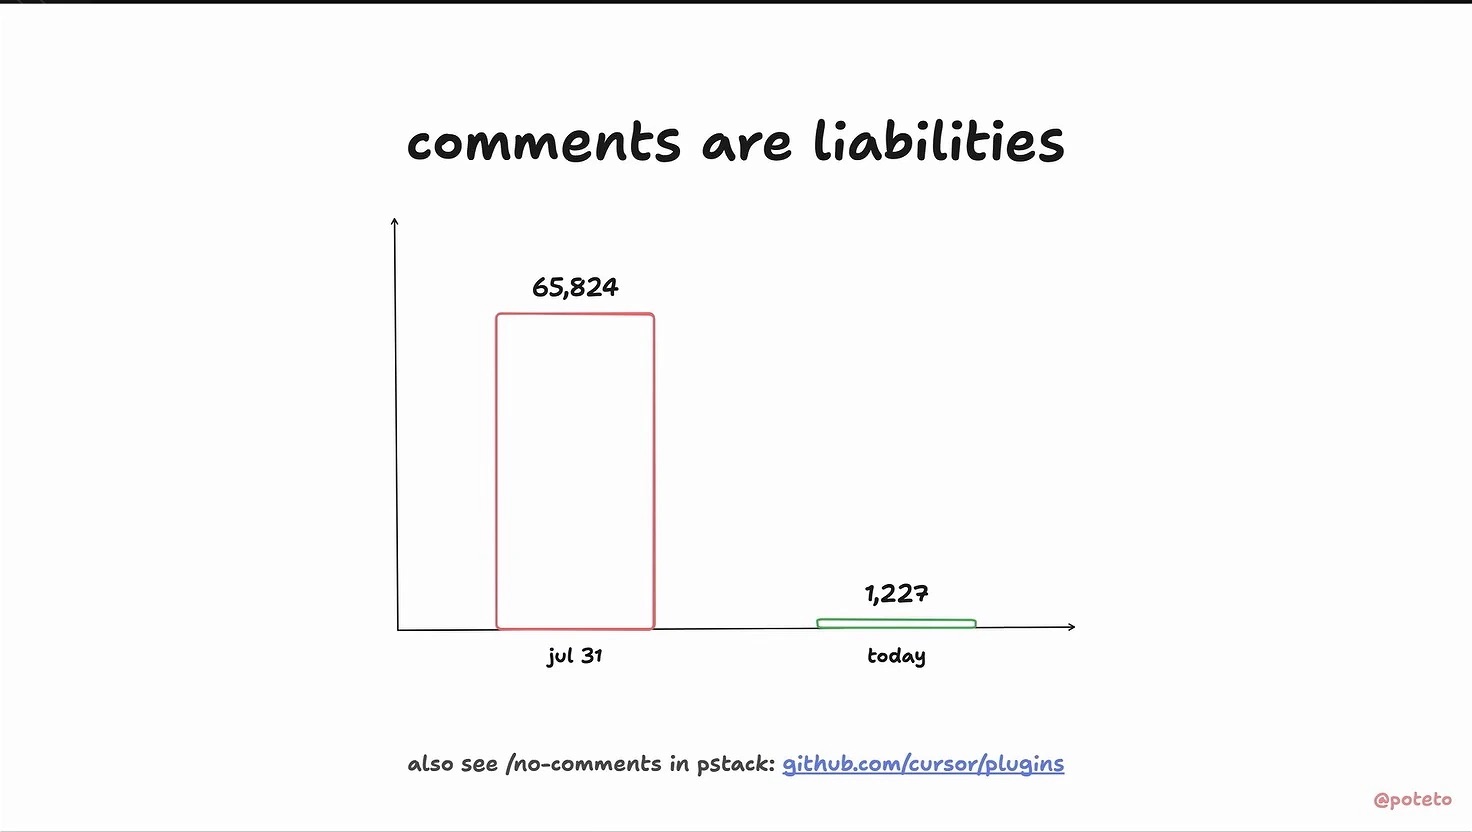 comments are liabilities
65,824
1,227
jul 31
today
also see /no-comments in pstack: github.com/cursor/plugins
@poteto